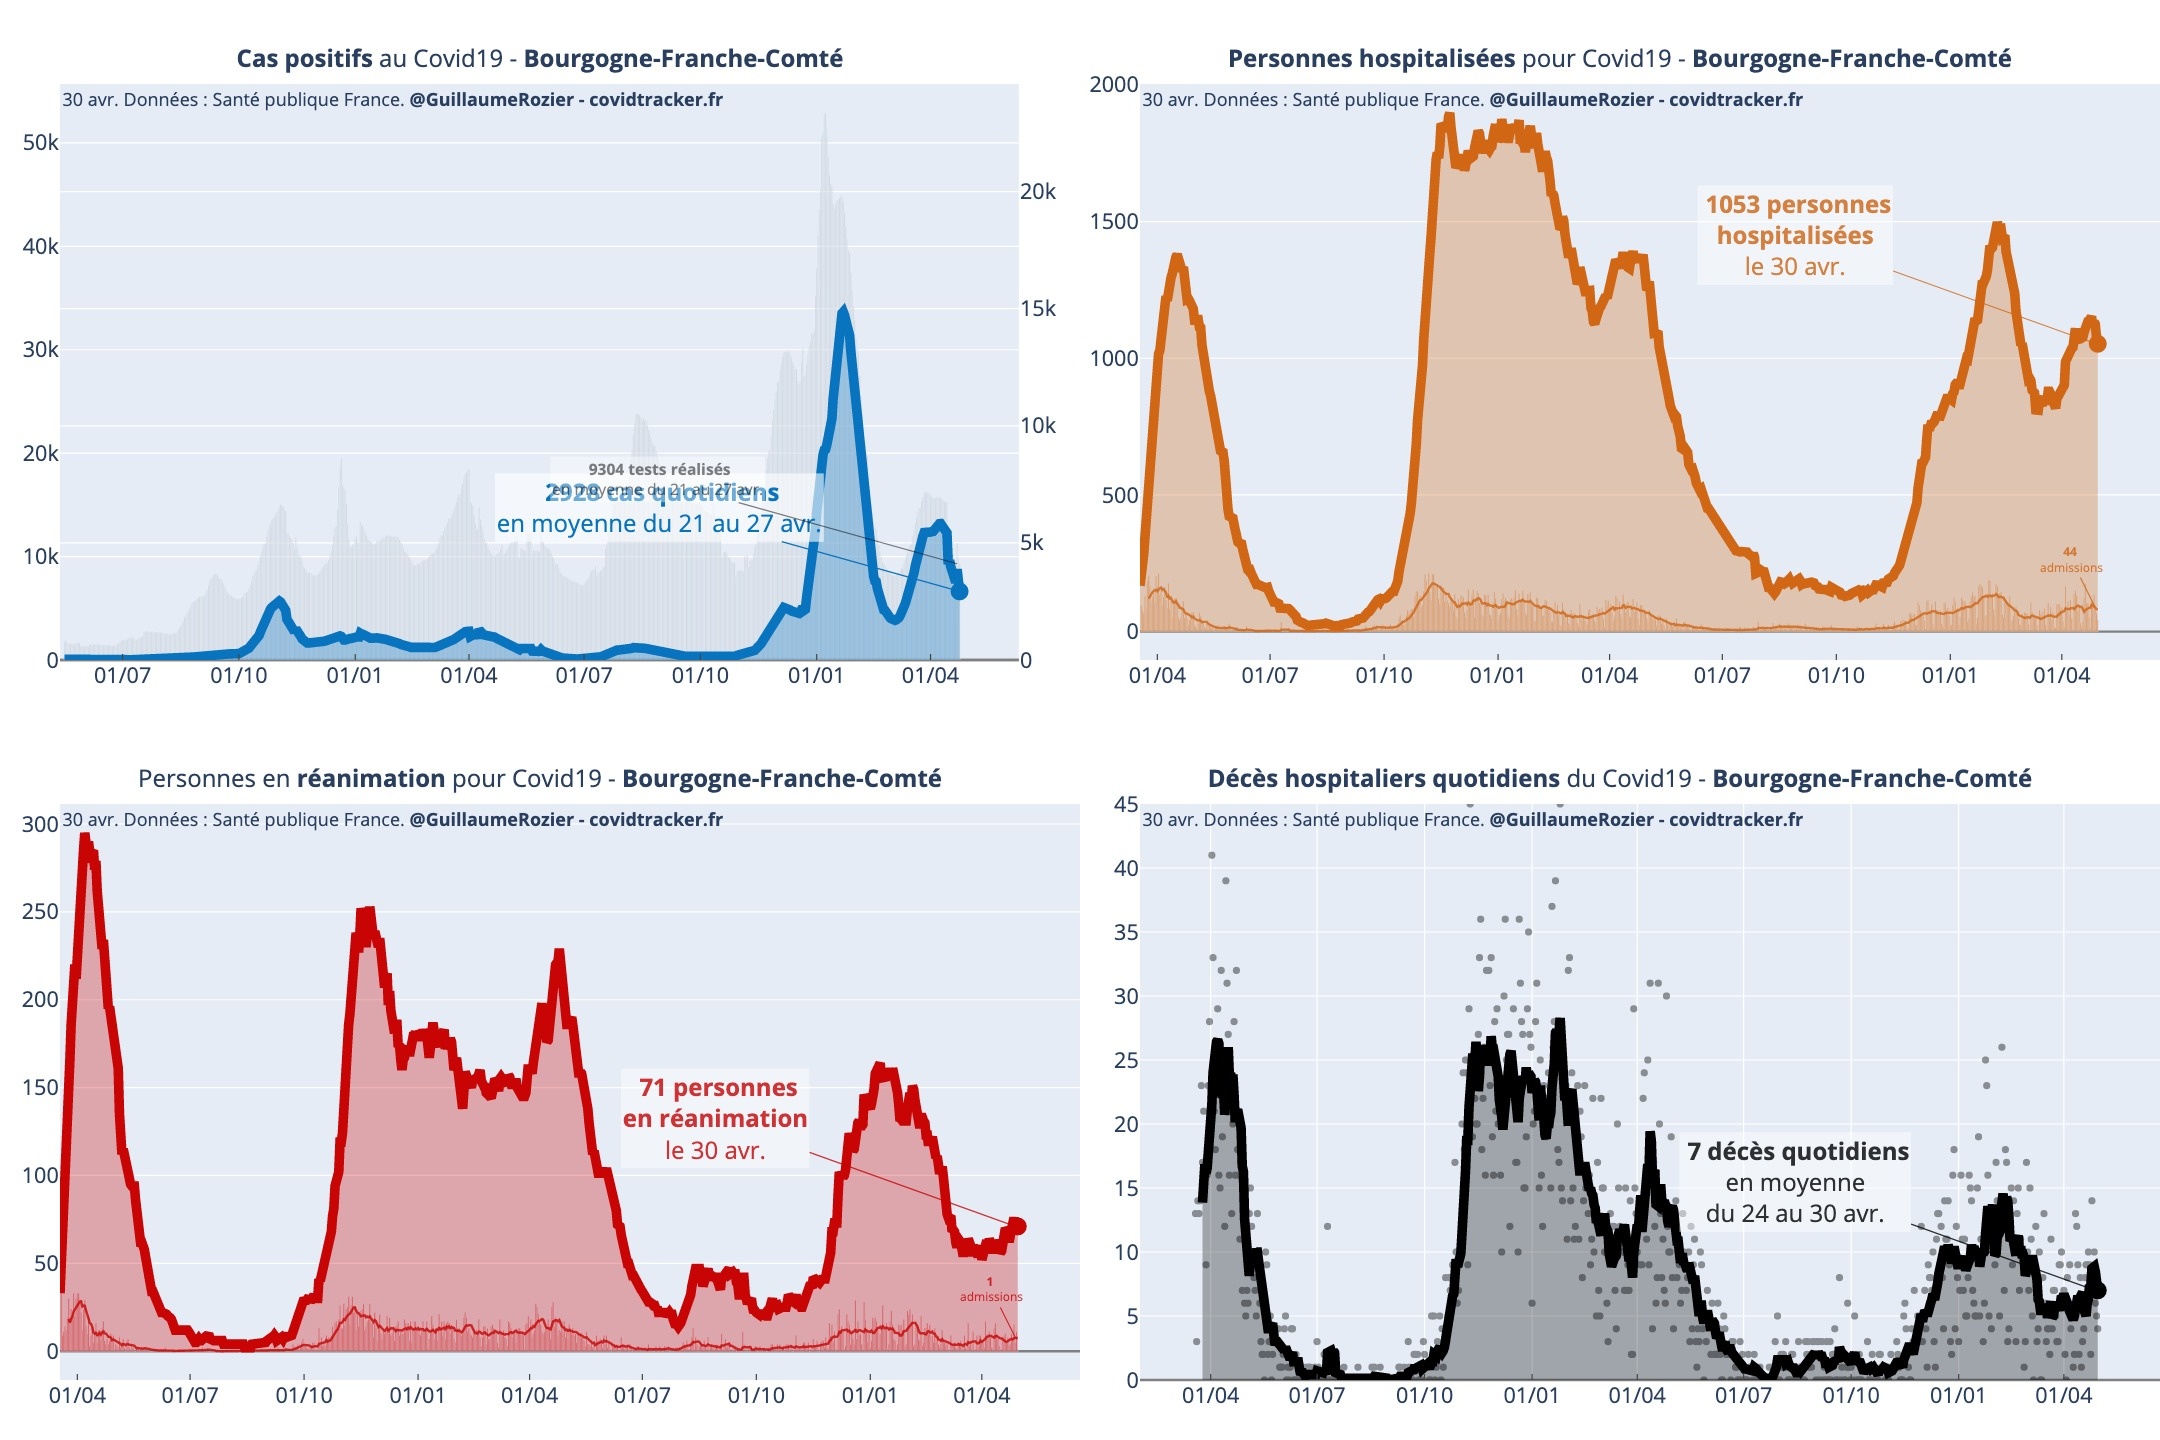 Cas positifs au Covid19 - Bourgogne-Franche-Comté
30 avr. Données : Santé publique France. @GuillaumeRozier - covidtracker.fr
50k
40k
30k
20k
10k
0
20k
15k
10k
5k
0
9304 tests réalisés
en moyenne du 21 au 27 avr.
2928 cas quotidiens
en moyenne du 21 au 27 avr.
01/07 01/10 01/01 01/04 01/07 01/10 01/01 01/04
Personnes hospitalisées pour Covid19 - Bourgogne-Franche-Comté
30 avr. Données : Santé publique France. @GuillaumeRozier - covidtracker.fr
2000
1500
1000
500
0
1053 personnes
hospitalisées
le 30 avr.
44
admissions
01/04 01/07 01/10 01/01 01/04 01/07 01/10 01/01 01/04
Personnes en réanimation pour Covid19 - Bourgogne-Franche-Comté
30 avr. Données : Santé publique France. @GuillaumeRozier - covidtracker.fr
300
250
200
150
100
50
0
71 personnes
en réanimation
le 30 avr.
1
admissions
01/04 01/07 01/10 01/01 01/04 01/07 01/10 01/01 01/04
Décès hospitaliers quotidiens du Covid19 - Bourgogne-Franche-Comté
30 avr. Données : Santé publique France. @GuillaumeRozier - covidtracker.fr
45
40
35
30
25
20
15
10
5
0
7 décès quotidiens
en moyenne
du 24 au 30 avr.
01/04 01/07 01/10 01/01 01/04 01/07 01/10 01/01 01/04